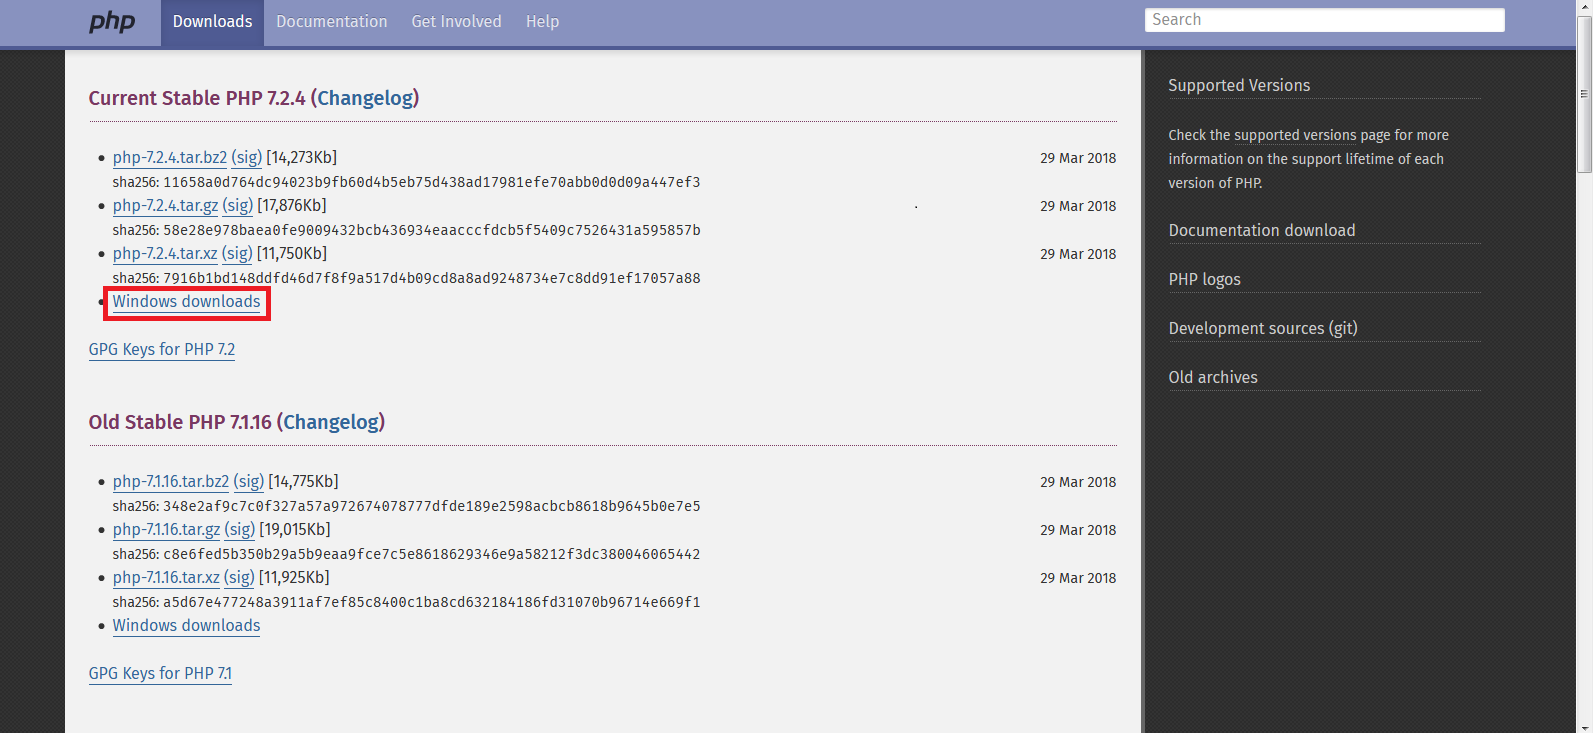 php Downloads Documentation Get Involved Help Search
Current Stable PHP 7.2.4 (Changelog)
php-7.2.4.tar.bz2 (sig) [14,273Kb] 29 Mar 2018
sha256: 11658a0d764dc94023b9fb60d4b5eb75d438ad17981efe70abb0d0d09a447ef3
php-7.2.4.tar.gz (sig) [17,876Kb] 29 Mar 2018
sha256: 58e28e978baea0fe9009432bcb436934eaacccfdcb5f5409c7526431a595857b
php-7.2.4.tar.xz (sig) [11,750Kb] 29 Mar 2018
sha256: 7916b1bd148ddfd46d7f8f9a517d4b09cd8a8ad9248734e7c8dd91ef17057a88
Windows downloads
GPG Keys for PHP 7.2
Old Stable PHP 7.1.16 (Changelog)
php-7.1.16.tar.bz2 (sig) [14,775Kb] 29 Mar 2018
sha256: 348e2af9c7c0f327a57a972674078777dfde189e2598acbcb8618b9645b0e7e5
php-7.1.16.tar.gz (sig) [19,015Kb] 29 Mar 2018
sha256: c8e6fed5b350b29a5b9eaa9fce7c5e8618629346e9a58212f3dc380046065442
php-7.1.16.tar.xz (sig) [11,925Kb] 29 Mar 2018
sha256: a5d67e477248a3911af7ef85c8400c1ba8cd632184186fd31070b96714e669f1
Windows downloads
GPG Keys for PHP 7.1
Supported Versions
Check the supported versions page for more
information on the support lifetime of each
version of PHP.
Documentation download
PHP logos
Development sources (git)
Old archives